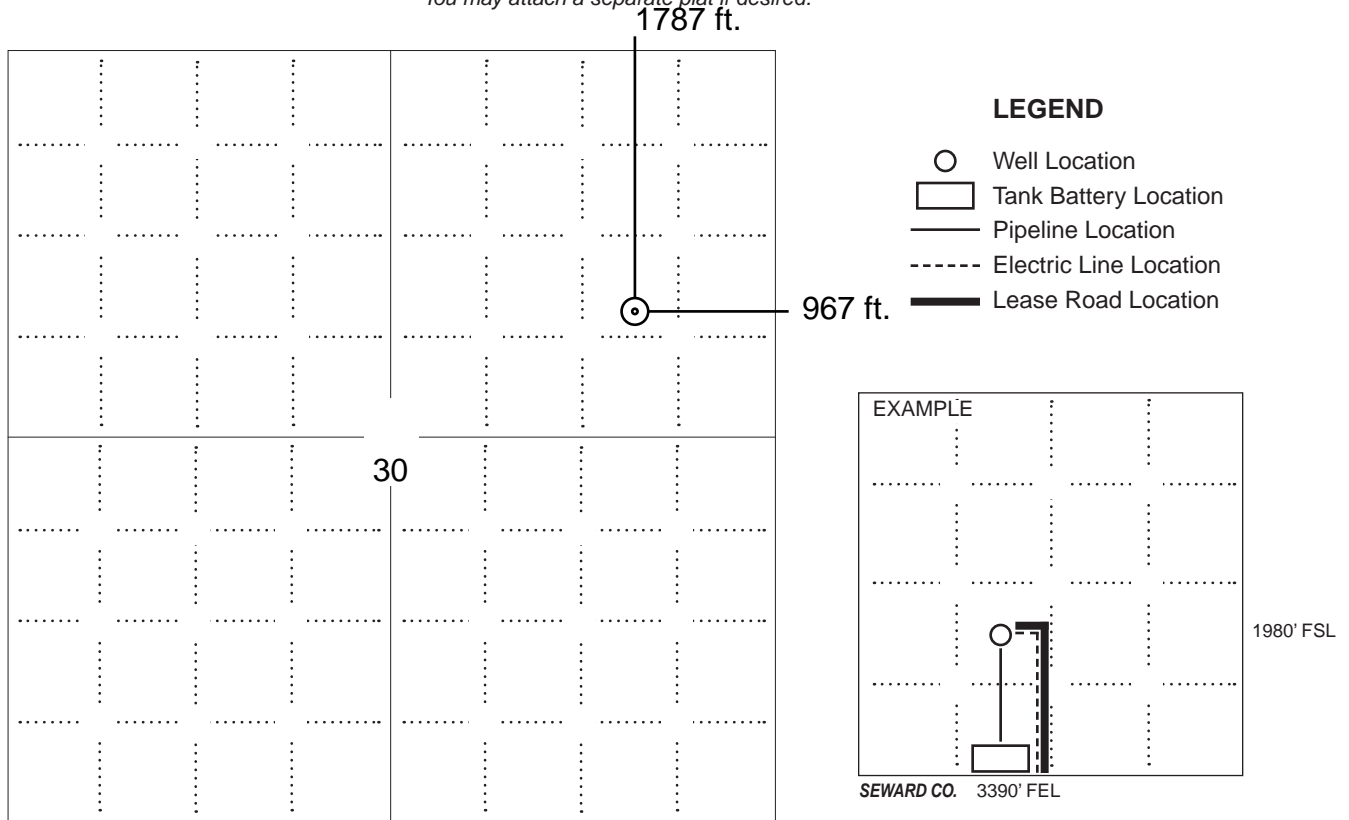 You may attach a separate plat if desired.
1787 ft.
LEGEND
Well Location
Tank Battery Location
Pipeline Location
Electric Line Location
Lease Road Location
967 ft.
30
EXAMPLE
1980' FSL
SEWARD CO. 3390' FEL